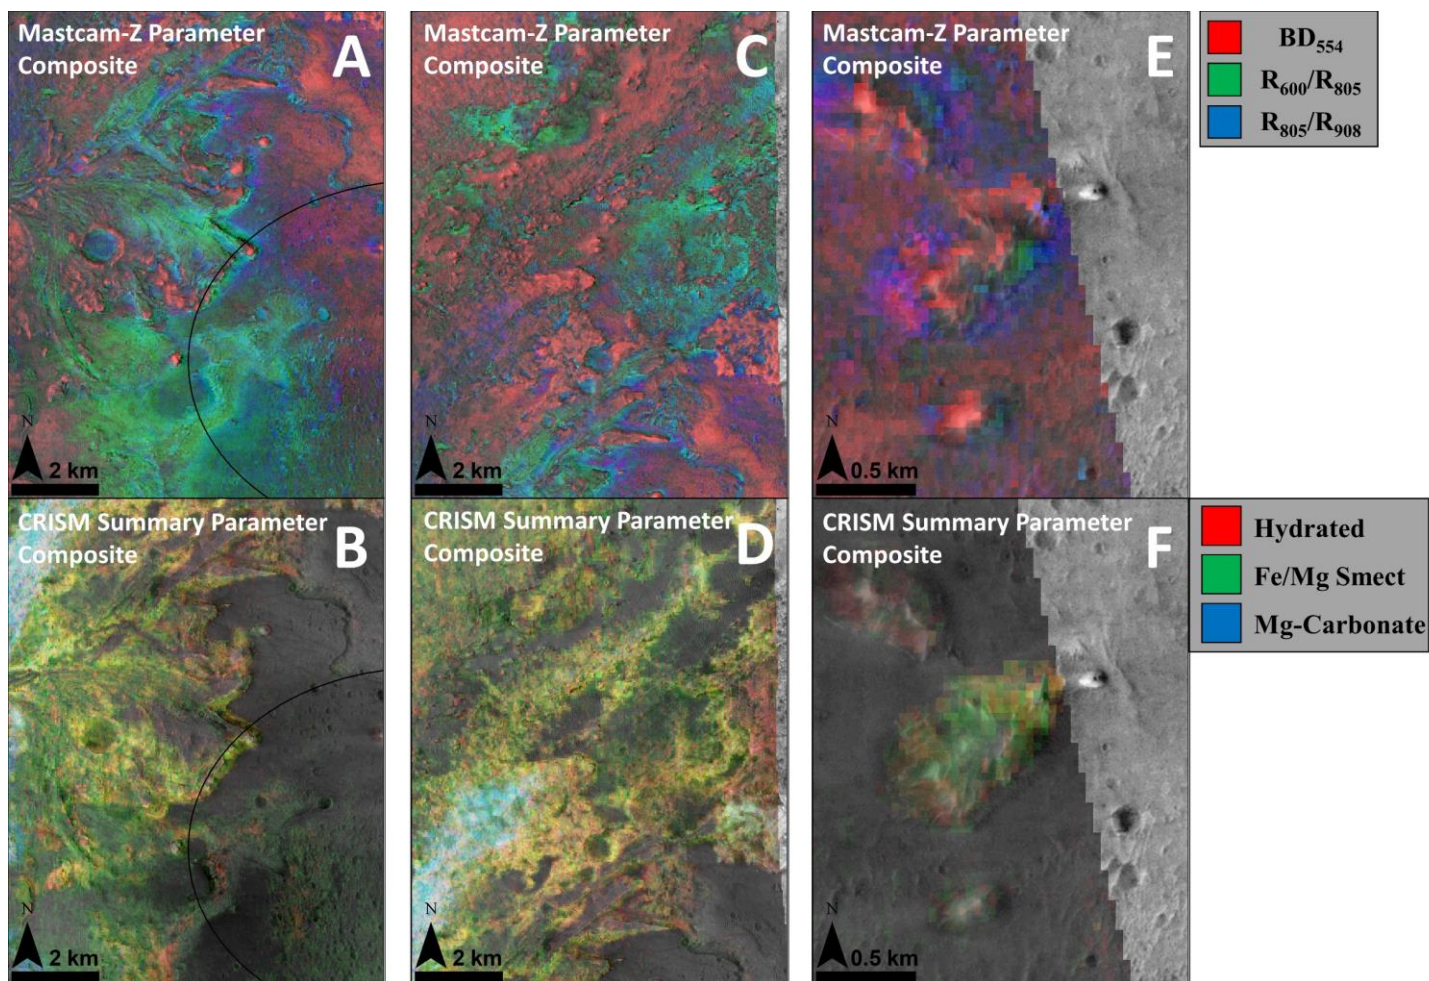 Mastcam-Z Parameter
Composite
A
N
2 km
Mastcam-Z Parameter
Composite
C
N
2 km
Mastcam-Z Parameter
Composite
E
N
0.5 km
BD554
R600/R805
R805/R908
CRISM Summary Parameter
Composite
B
N
2 km
CRISM Summary Parameter
Composite
D
N
2 km
CRISM Summary Parameter
Composite
F
N
0.5 km
Hydrated
Fe/Mg Smect
Mg-Carbonate